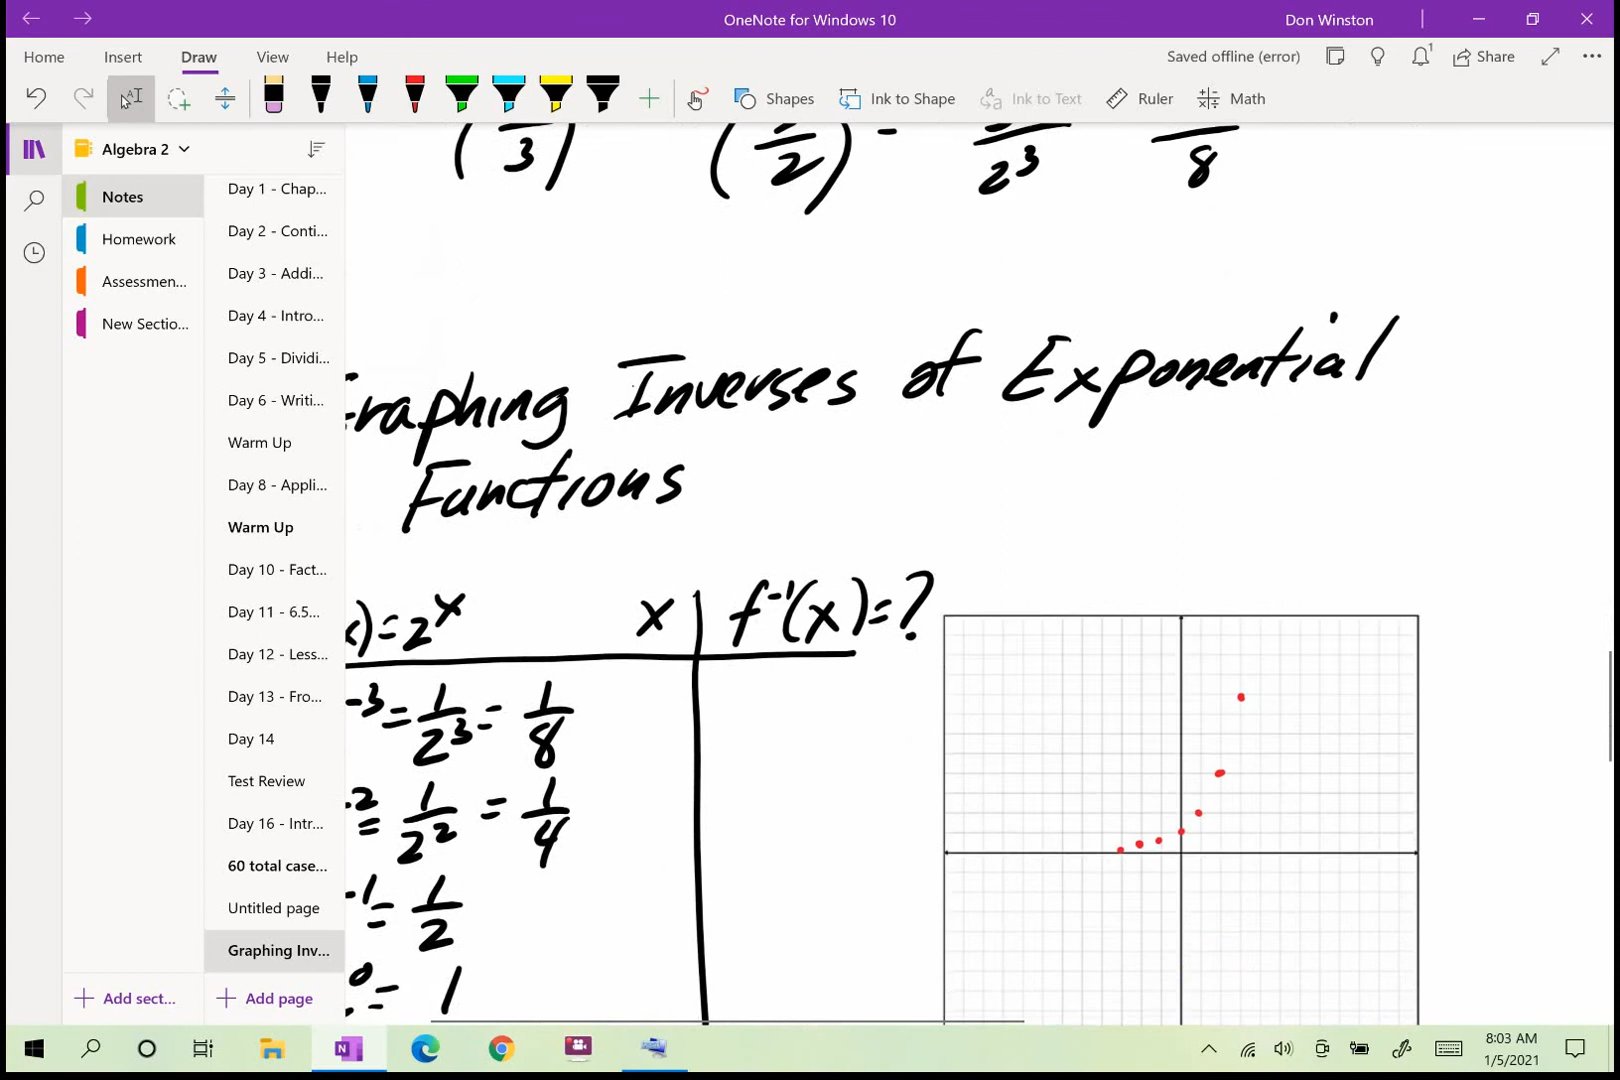 OneNote for Windows 10
Don Winston
Home Insert Draw View Help
Saved offline (error)
1
Share
Shapes
Ink to Shape
Ink to Text
Ruler
Math
Algebra 2
Notes
Homework
Assessmen...
New Sectio...
Add sect...
Day 1 - Chap...
Day 2 - Conti...
Day 3 - Addi...
Day 4 - Intro...
Day 5 - Dividi...
Day 6 - Writi...
Warm Up
Day 8 - Appli...
Warm Up
Day 10 - Fact...
Day 11 - 6.5...
Day 12 - Less...
Day 13 - Fro...
Day 14
Test Review
Day 16 - Intr...
60 total case...
Untitled page
Graphing Inv...
Add page
( — 3 ) ( — 2 ) = — 2³ — 8
raphing Inverses of Exponential
Functions
x)=2^x x | f⁻¹(x)=?
-3 = 1/2³ = 1/8
-2 = 1/2² = 1/4
-1 = 1/2
0 = 1
8:03 AM
1/5/2021